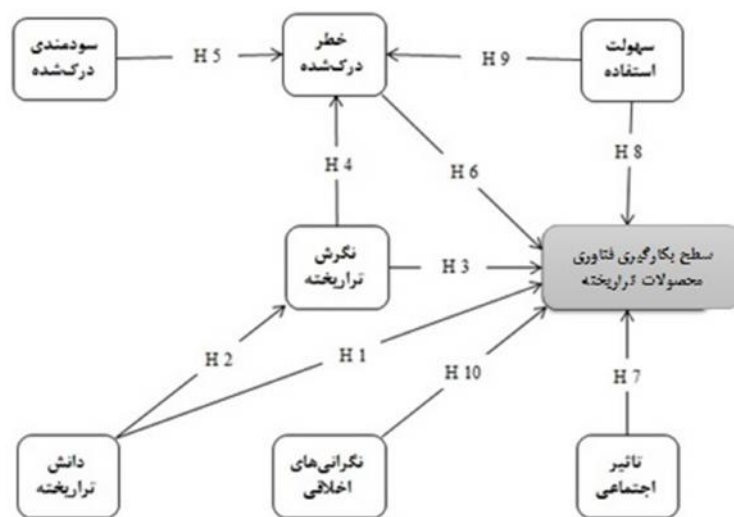 سودمندی
درک‌شده
H 5
خطر
درک‌شده
H 9
سهولت
استفاده
H 4
H 6
H 8
نگرش
تراریخته
H 3
سطح بکارگیری فناوری
محصولات تراریخته
H 2
H 1
H 10
H 7
دانش
تراریخته
نگرانی‌های
اخلاقی
تاثیر
اجتماعی